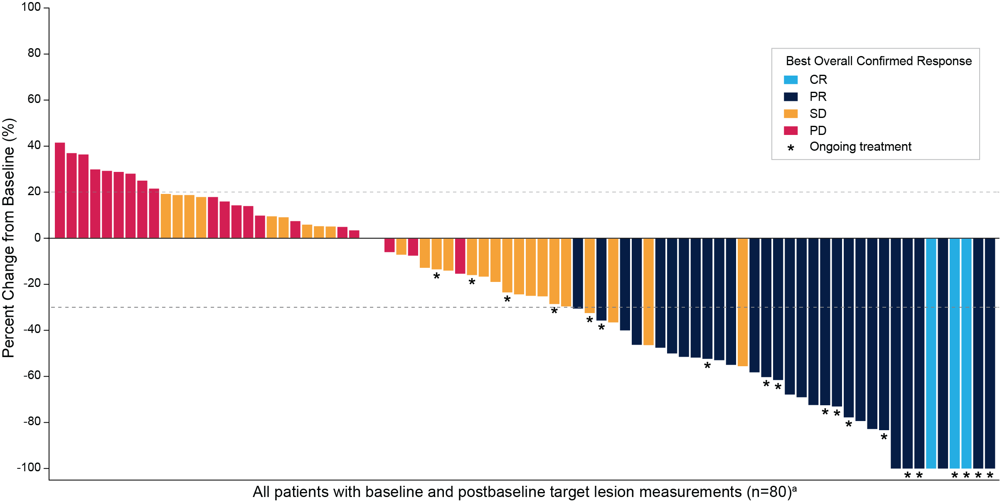 100
80
60
40
20
0
-20
-40
-60
-80
-100
Percent Change from Baseline (%)
Best Overall Confirmed Response
CR
PR
SD
PD
* Ongoing treatment
*
*
*
*
*
*
*
*
*
*
*
*
*
* * * * * *
All patients with baseline and postbaseline target lesion measurements (n=80)ª